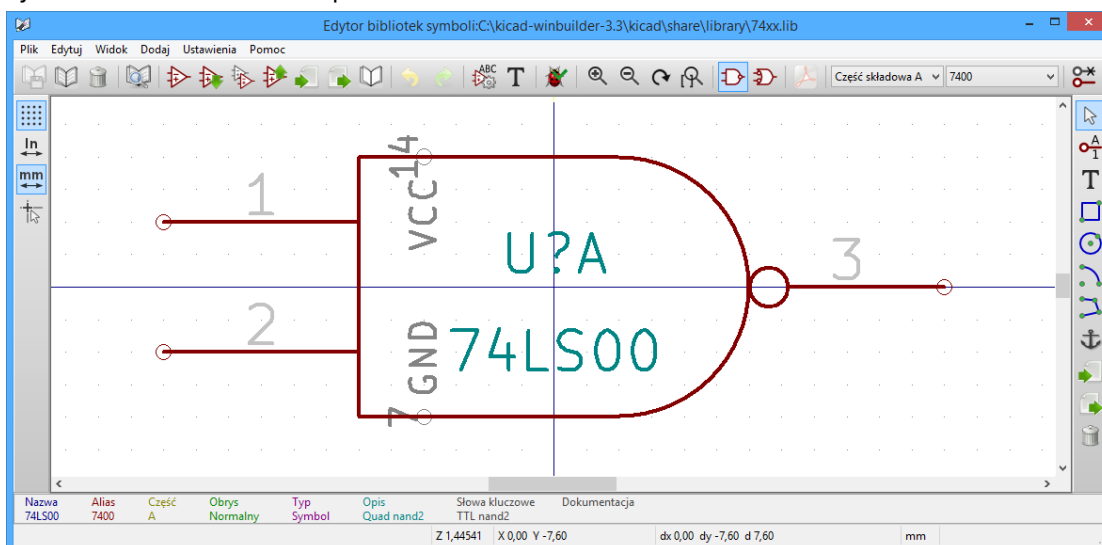 Edytor bibliotek symboli:C:\kicad-winbuilder-3.3\kicad\share\library\74xx.lib
Plik Edytuj Widok Dodaj Ustawienia Pomoc
ABC T Część składowa A 7400
In
mm
A
1
T
14
VCC
1
U?A
3
2
GND
74LS00
7
Nazwa Alias Część Obrys Typ Opis Słowa kluczowe Dokumentacja
74LS00 7400 A Normalny Symbol Quad nand2 TTL nand2
Z 1,44541 X 0,00 Y -7,60 dx 0,00 dy -7,60 d 7,60 mm